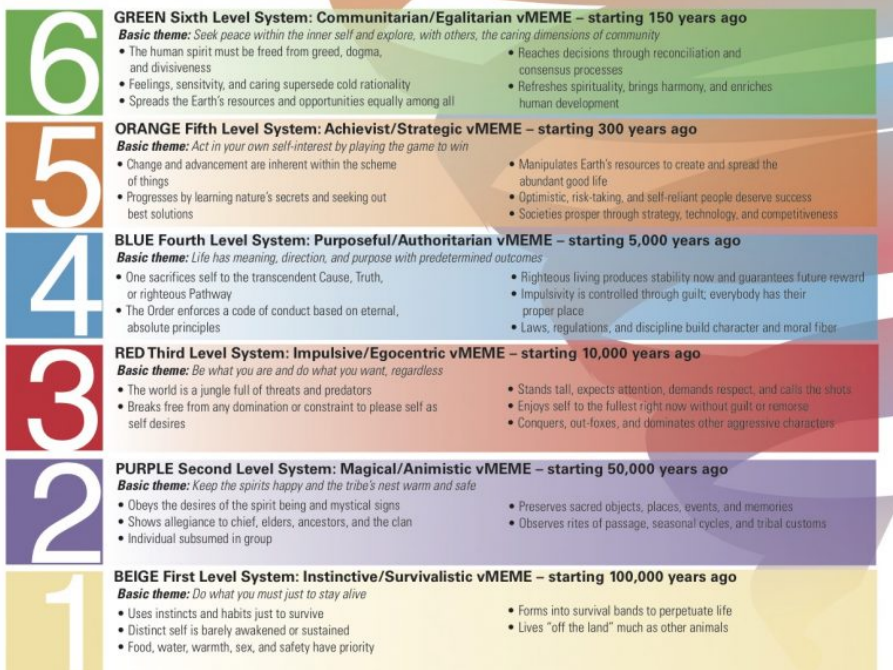 6
GREEN Sixth Level System: Communitarian/Egalitarian vMEME – starting 150 years ago
Basic theme: Seek peace within the inner self and explore, with others, the caring dimensions of community
• The human spirit must be freed from greed, dogma,
and divisiveness
• Feelings, sensitvity, and caring supersede cold rationality
• Spreads the Earth's resources and opportunities equally among all
• Reaches decisions through reconciliation and
consensus processes
• Refreshes spirituality, brings harmony, and enriches
human development
5
ORANGE Fifth Level System: Achievist/Strategic vMEME – starting 300 years ago
Basic theme: Act in your own self-interest by playing the game to win
• Change and advancement are inherent within the scheme
of things
• Progresses by learning nature's secrets and seeking out
best solutions
• Manipulates Earth's resources to create and spread the
abundant good life
• Optimistic, risk-taking, and self-reliant people deserve success
• Societies prosper through strategy, technology, and competitiveness
4
BLUE Fourth Level System: Purposeful/Authoritarian vMEME – starting 5,000 years ago
Basic theme: Life has meaning, direction, and purpose with predetermined outcomes
• One sacrifices self to the transcendent Cause, Truth,
or righteous Pathway
• The Order enforces a code of conduct based on eternal,
absolute principles
• Righteous living produces stability now and guarantees future reward
• Impulsivity is controlled through guilt; everybody has their
proper place
• Laws, regulations, and discipline build character and moral fiber
3
RED Third Level System: Impulsive/Egocentric vMEME – starting 10,000 years ago
Basic theme: Be what you are and do what you want, regardless
• The world is a jungle full of threats and predators
• Breaks free from any domination or constraint to please self as
self desires
• Stands tall, expects attention, demands respect, and calls the shots
• Enjoys self to the fullest right now without guilt or remorse
• Conquers, out-foxes, and dominates other aggressive characters
2
PURPLE Second Level System: Magical/Animistic vMEME – starting 50,000 years ago
Basic theme: Keep the spirits happy and the tribe's nest warm and safe
• Obeys the desires of the spirit being and mystical signs
• Shows allegiance to chief, elders, ancestors, and the clan
• Individual subsumed in group
• Preserves sacred objects, places, events, and memories
• Observes rites of passage, seasonal cycles, and tribal customs
1
BEIGE First Level System: Instinctive/Survivalistic vMEME – starting 100,000 years ago
Basic theme: Do what you must just to stay alive
• Uses instincts and habits just to survive
• Distinct self is barely awakened or sustained
• Food, water, warmth, sex, and safety have priority
• Forms into survival bands to perpetuate life
• Lives "off the land" much as other animals